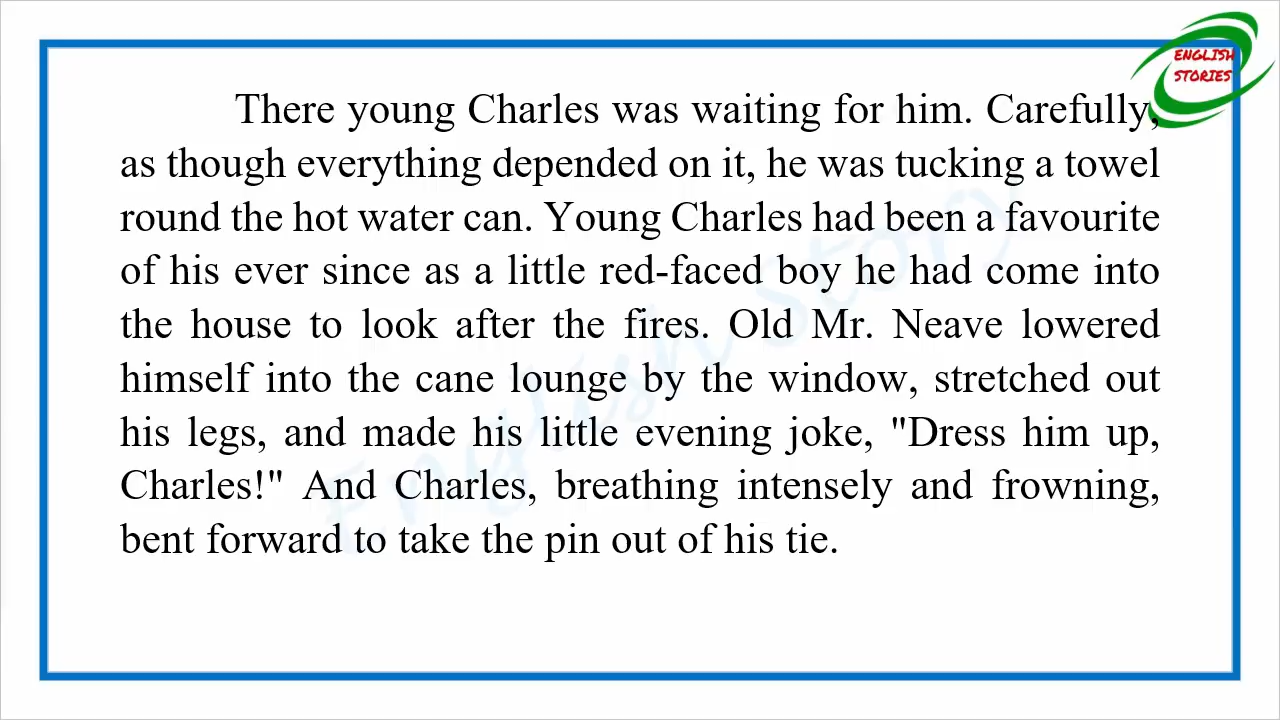 ENGLISH
STORIES
There young Charles was waiting for him. Carefully,
as though everything depended on it, he was tucking a towel
round the hot water can. Young Charles had been a favourite
of his ever since as a little red-faced boy he had come into
the house to look after the fires. Old Mr. Neave lowered
himself into the cane lounge by the window, stretched out
his legs, and made his little evening joke, "Dress him up,
Charles!" And Charles, breathing intensely and frowning,
bent forward to take the pin out of his tie.
English Story